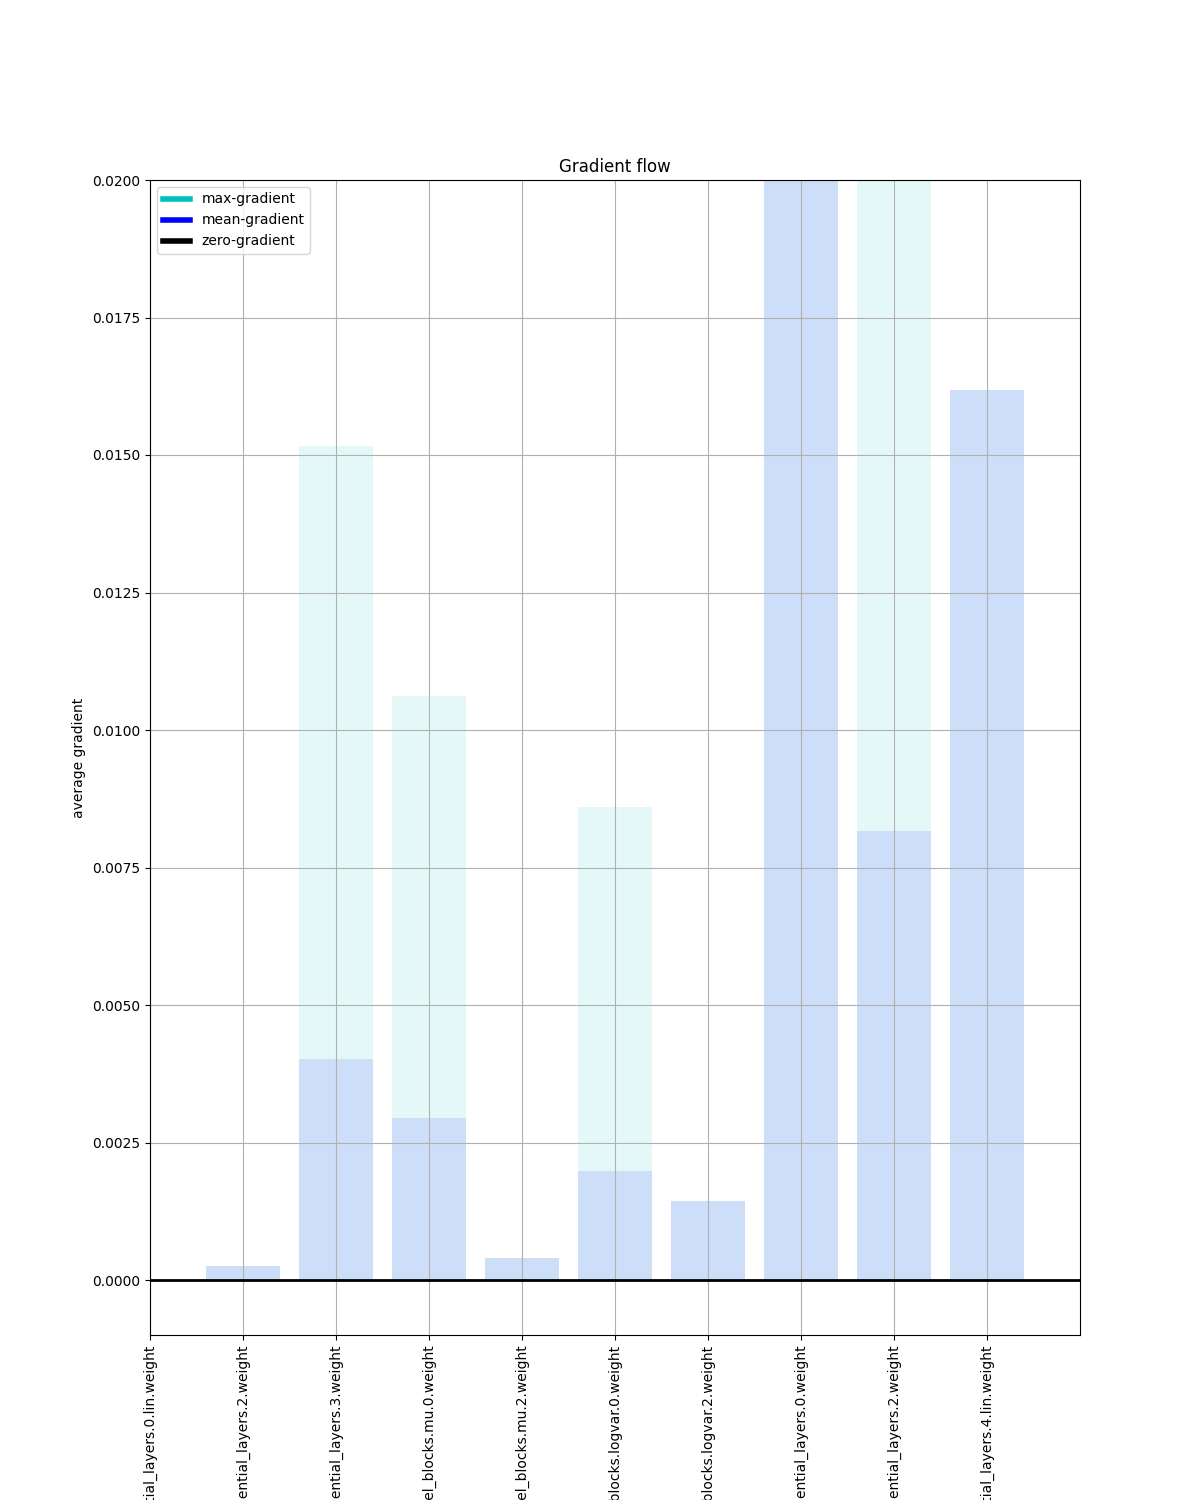 Gradient flow
max-gradient
mean-gradient
zero-gradient
average gradient
0.0200
0.0175
0.0150
0.0125
0.0100
0.0075
0.0050
0.0025
0.0000
tial_layers.0.lin.weight
ential_layers.2.weight
ential_layers.3.weight
el_blocks.mu.0.weight
el_blocks.mu.2.weight
blocks.logvar.0.weight
blocks.logvar.2.weight
ential_layers.0.weight
ential_layers.2.weight
tial_layers.4.lin.weight